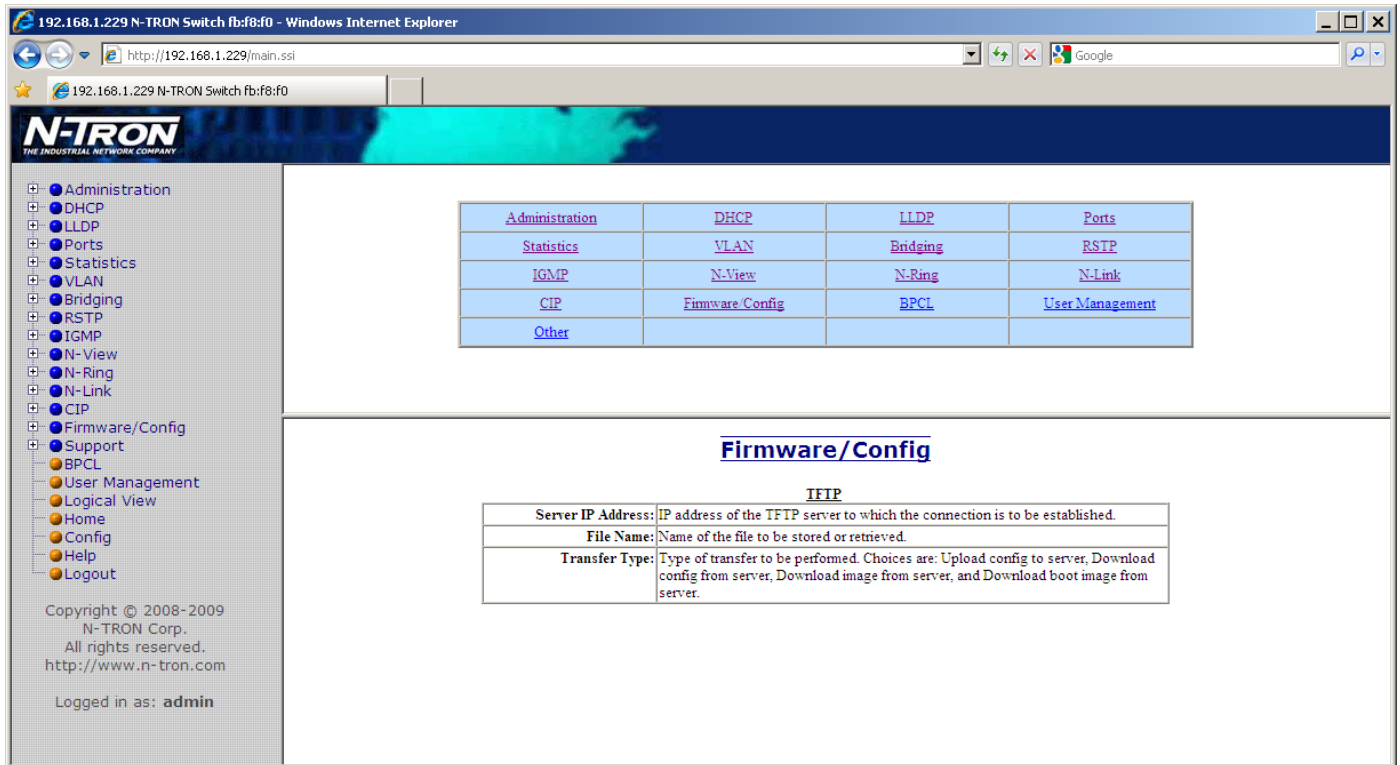 192.168.1.229 N-TRON Switch fb:f8:f0 - Windows Internet Explorer
http://192.168.1.229/main.ssi
Google
192.168.1.229 N-TRON Switch fb:f8:f0
N-TRON
THE INDUSTRIAL NETWORK COMPANY
Administration
DHCP
LLDP
Ports
Statistics
VLAN
Bridging
RSTP
IGMP
N-View
N-Ring
N-Link
CIP
Firmware/Config
Support
BPCL
User Management
Logical View
Home
Config
Help
Logout
Copyright © 2008-2009
N-TRON Corp.
All rights reserved.
http://www.n-tron.com
Logged in as: admin
Administration DHCP LLDP Ports
Statistics VLAN Bridging RSTP
IGMP N-View N-Ring N-Link
CIP Firmware/Config BPCL User Management
Other
Firmware/Config
TFTP
Server IP Address: IP address of the TFTP server to which the connection is to be established.
File Name: Name of the file to be stored or retrieved.
Transfer Type: Type of transfer to be performed. Choices are: Upload config to server, Download
config from server, Download image from server, and Download boot image from
server.